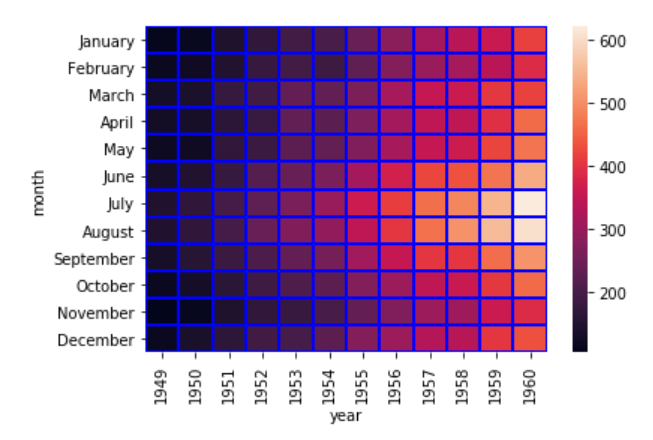 January
February
March
April
May
June
July
August
September
October
November
December
month
1949
1950
1951
1952
1953
1954
1955
1956
1957
1958
1959
1960
year
600
500
400
300
200